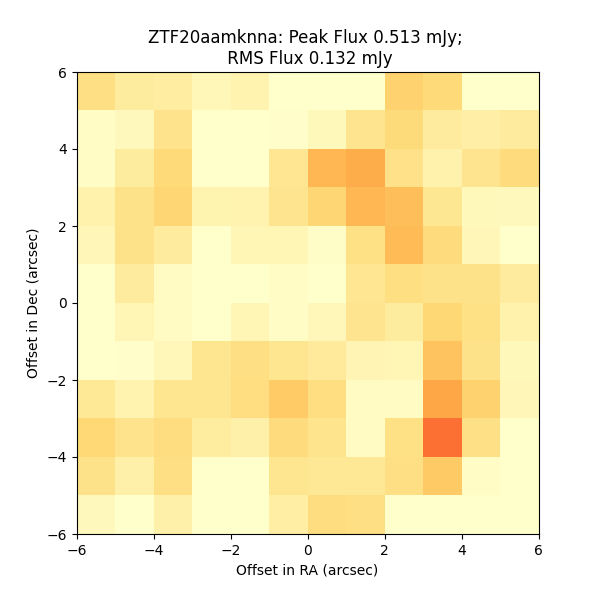 ZTF20aamknna: Peak Flux 0.513 mJy;
RMS Flux 0.132 mJy
6
4
2
0
−2
−4
−6
Offset in Dec (arcsec)
−6 −4 −2 0 2 4 6
Offset in RA (arcsec)